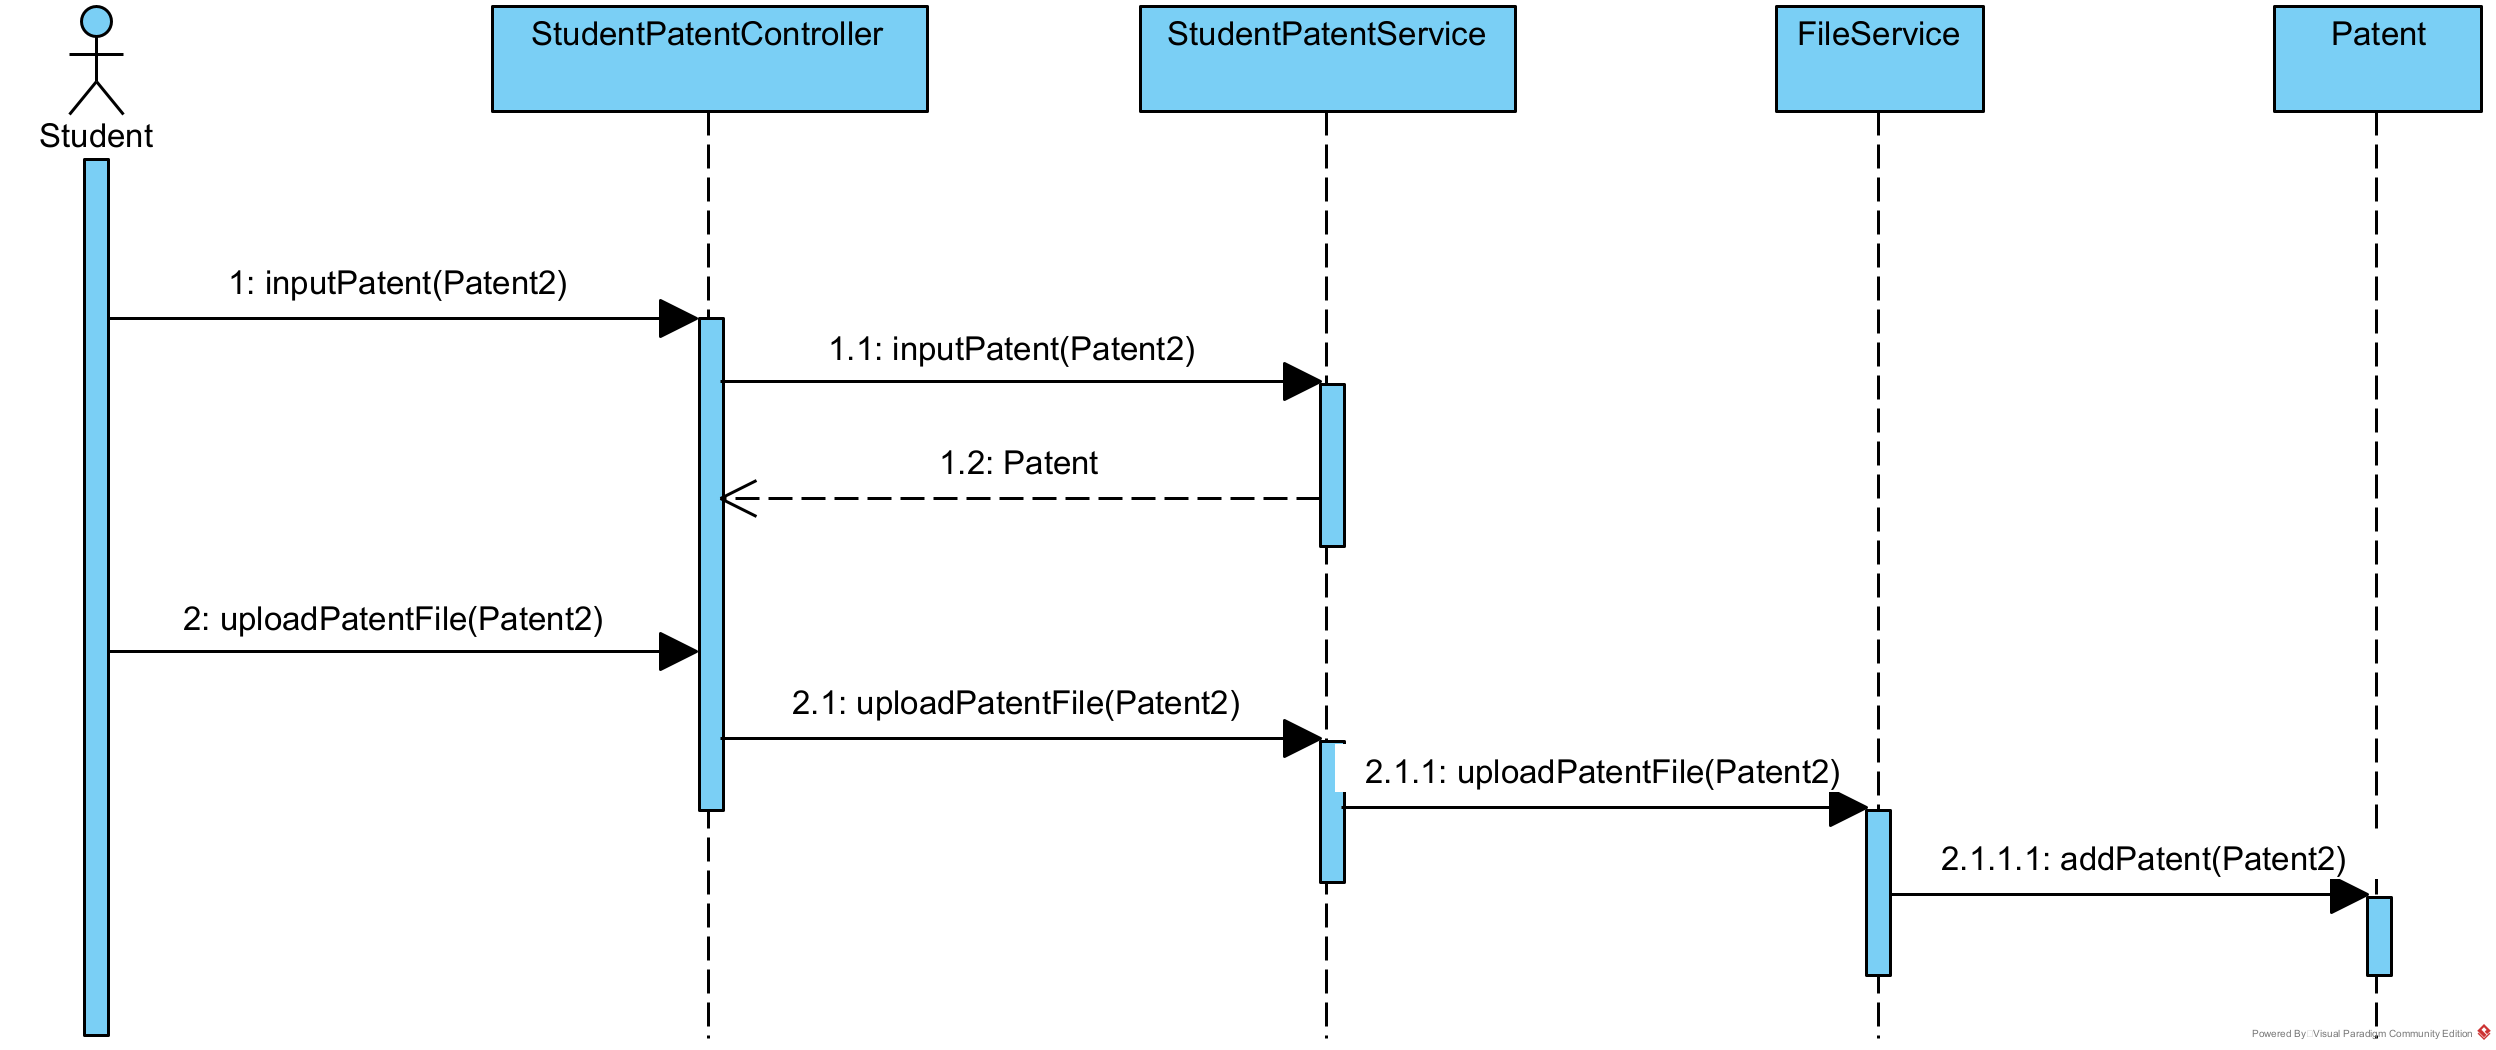 StudentPatentController
StudentPatentService
FileService
Patent
Student
1: inputPatent(Patent2)
1.1: inputPatent(Patent2)
1.2: Patent
2: uploadPatentFile(Patent2)
2.1: uploadPatentFile(Patent2)
2.1.1: uploadPatentFile(Patent2)
2.1.1.1: addPatent(Patent2)
Powered By Visual Paradigm Community Edition